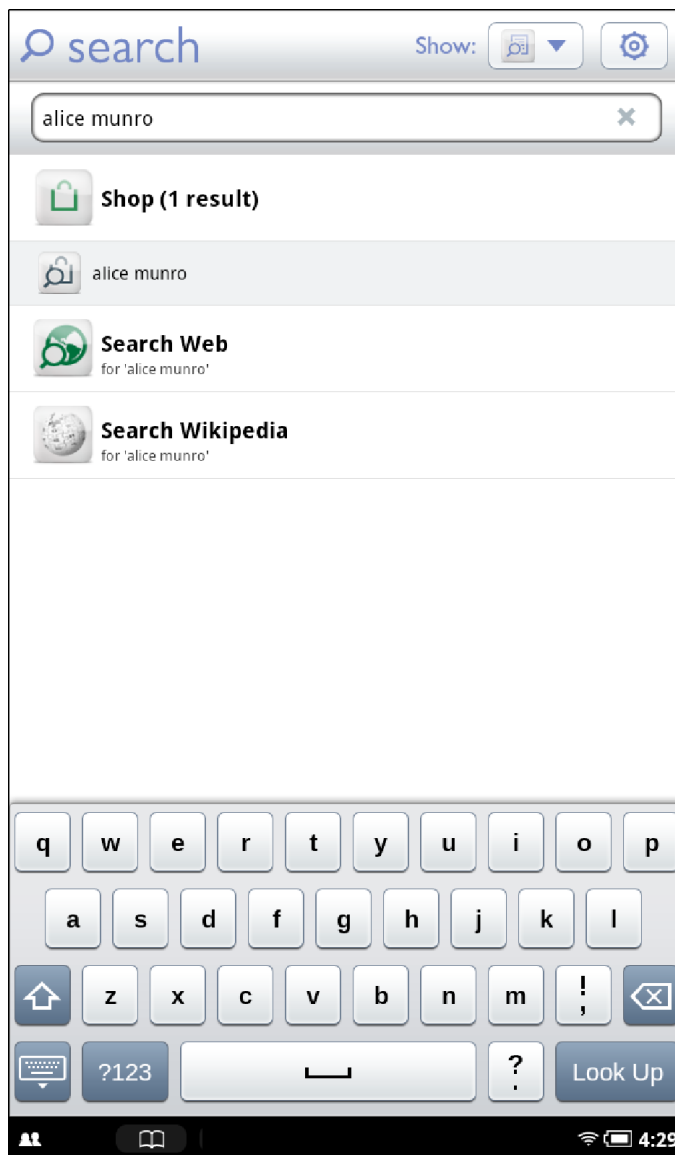 search
Show:
alice munro
Shop (1 result)
alice munro
Search Web
for 'alice munro'
Search Wikipedia
for 'alice munro'
q w e r t y u i o p
a s d f g h j k l
z x c v b n m ! ,
?123 ? . Look Up
4:29